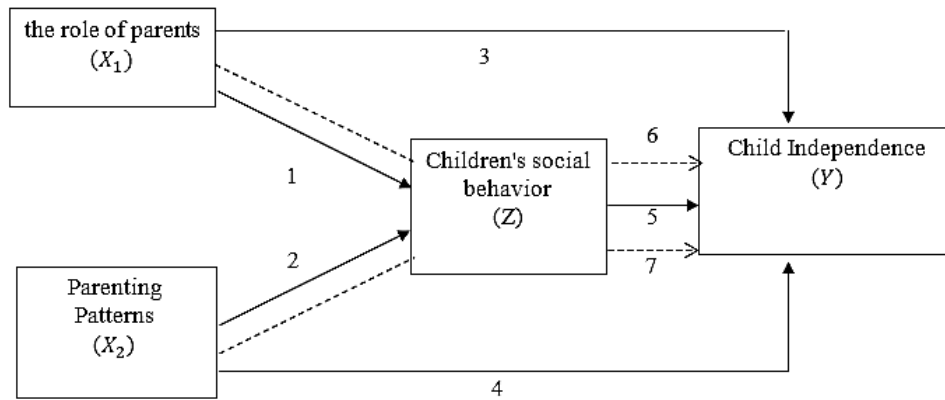 the role of parents
(X₁)
3
1
Children's social
behavior
(Z)
6
5
7
Child Independence
(Y)
2
Parenting
Patterns
(X₂)
4